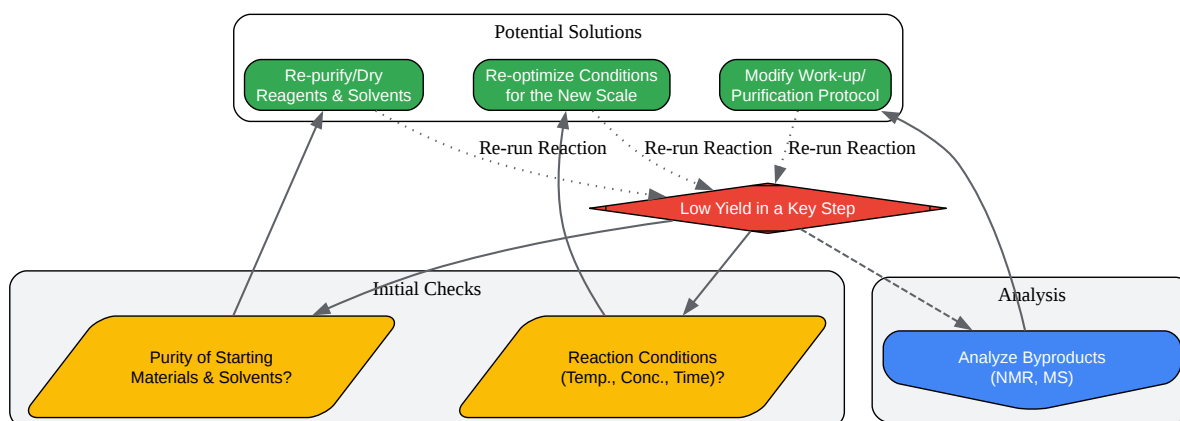 Potential Solutions
Re-purify/Dry
Reagents & Solvents
Re-optimize Conditions
for the New Scale
Modify Work-up/
Purification Protocol
Re-run Reaction
Re-run Reaction
Re-run Reaction
Low Yield in a Key Step
Initial Checks
Analysis
Purity of Starting
Materials & Solvents?
Reaction Conditions
(Temp., Conc., Time)?
Analyze Byproducts
(NMR, MS)